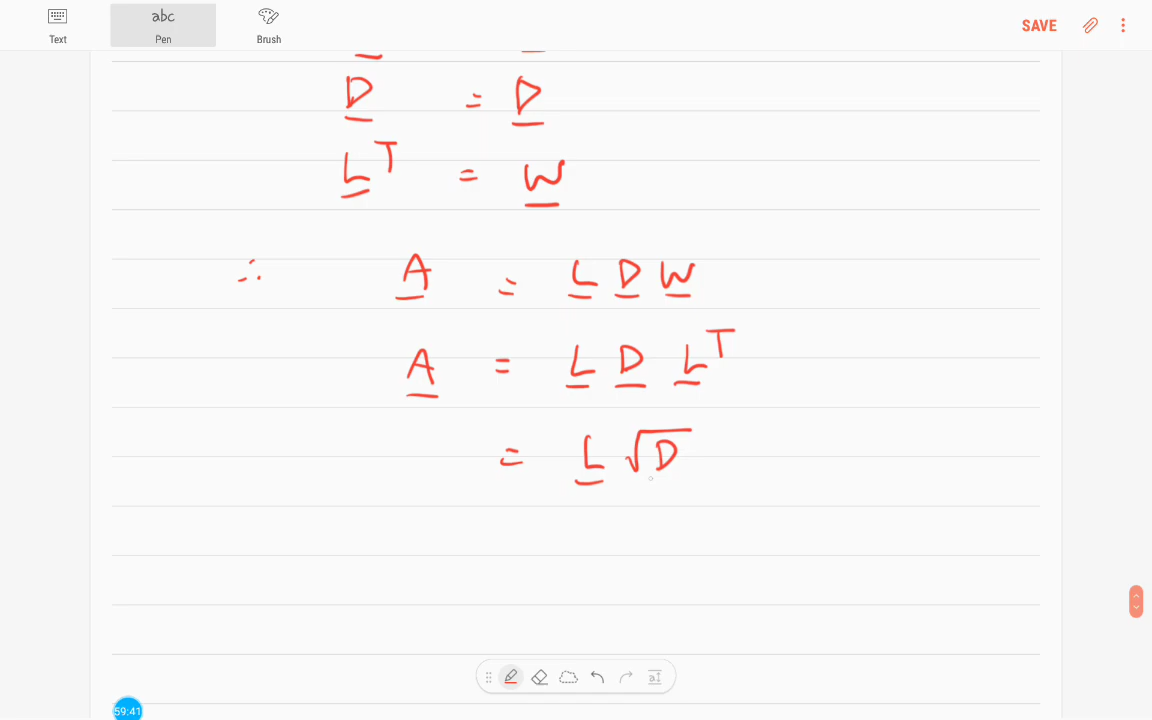 Text
abc
Pen
Brush
SAVE
D = D
L^T = W
∴ A = L D W
A = L D L^T
= L √D
59:41